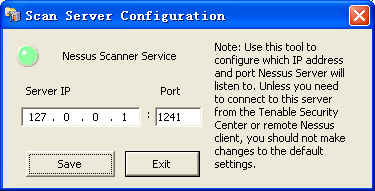 Scan Server Configuration
Nessus Scanner Service
Server IP
Port
127 . 0 . 0 . 1 : 1241
Save
Exit
Note: Use this tool to
configure which IP address
and port Nessus Server will
listen to. Unless you need
to connect to this server
from the Tenable Security
Center or remote Nessus
client, you should not make
changes to the default
settings.